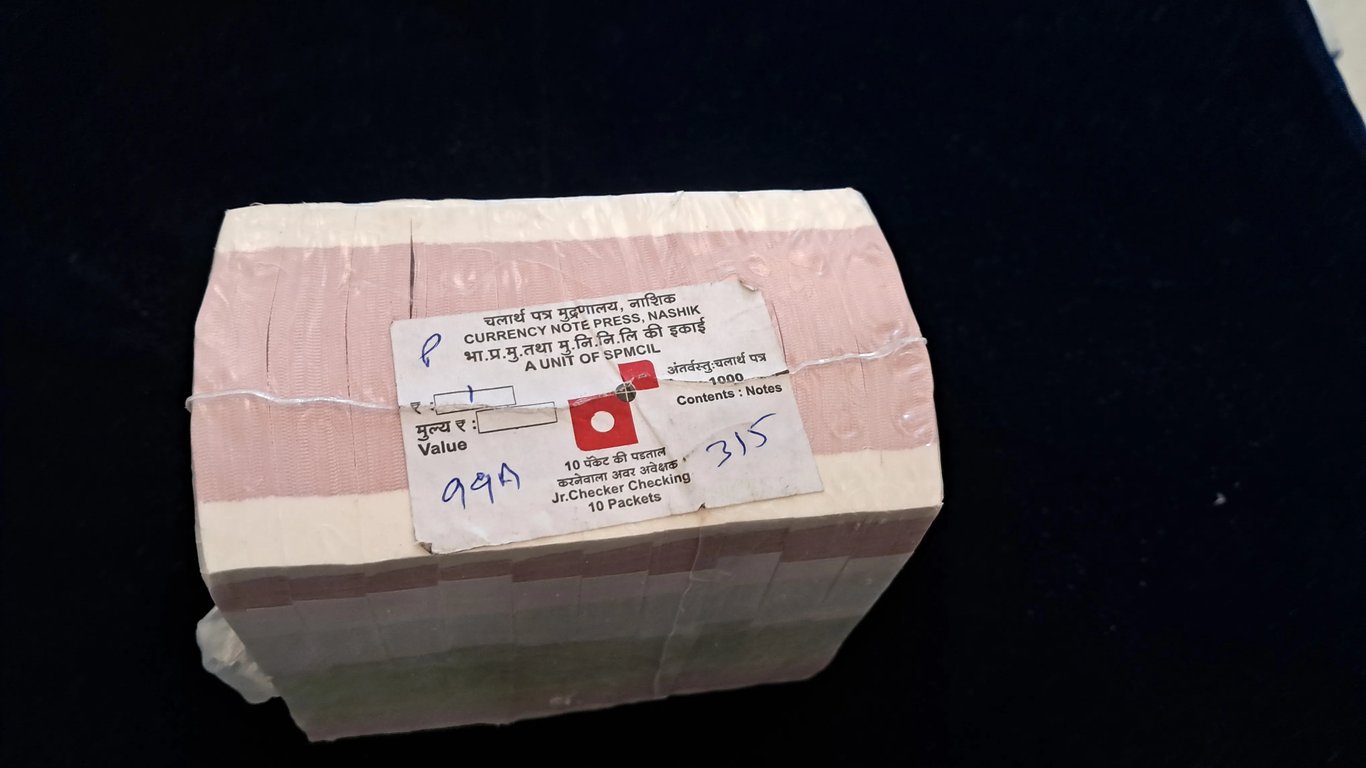 चलार्थ पत्र मुद्रणालय, नाशिक
CURRENCY NOTE PRESS, NASHIK
भा.प्र.मु.तथा मु.नि.नि.लि की इकाई
A UNIT OF SPMCIL
P
अंतर्वस्तु:चलार्थ पत्र
1000
Contents : Notes
र : 1
मुल्य र :
Value
99A
315
10 पॅकेट की पडताल
करनेवाला अवर अवेक्षक
Jr.Checker Checking
10 Packets